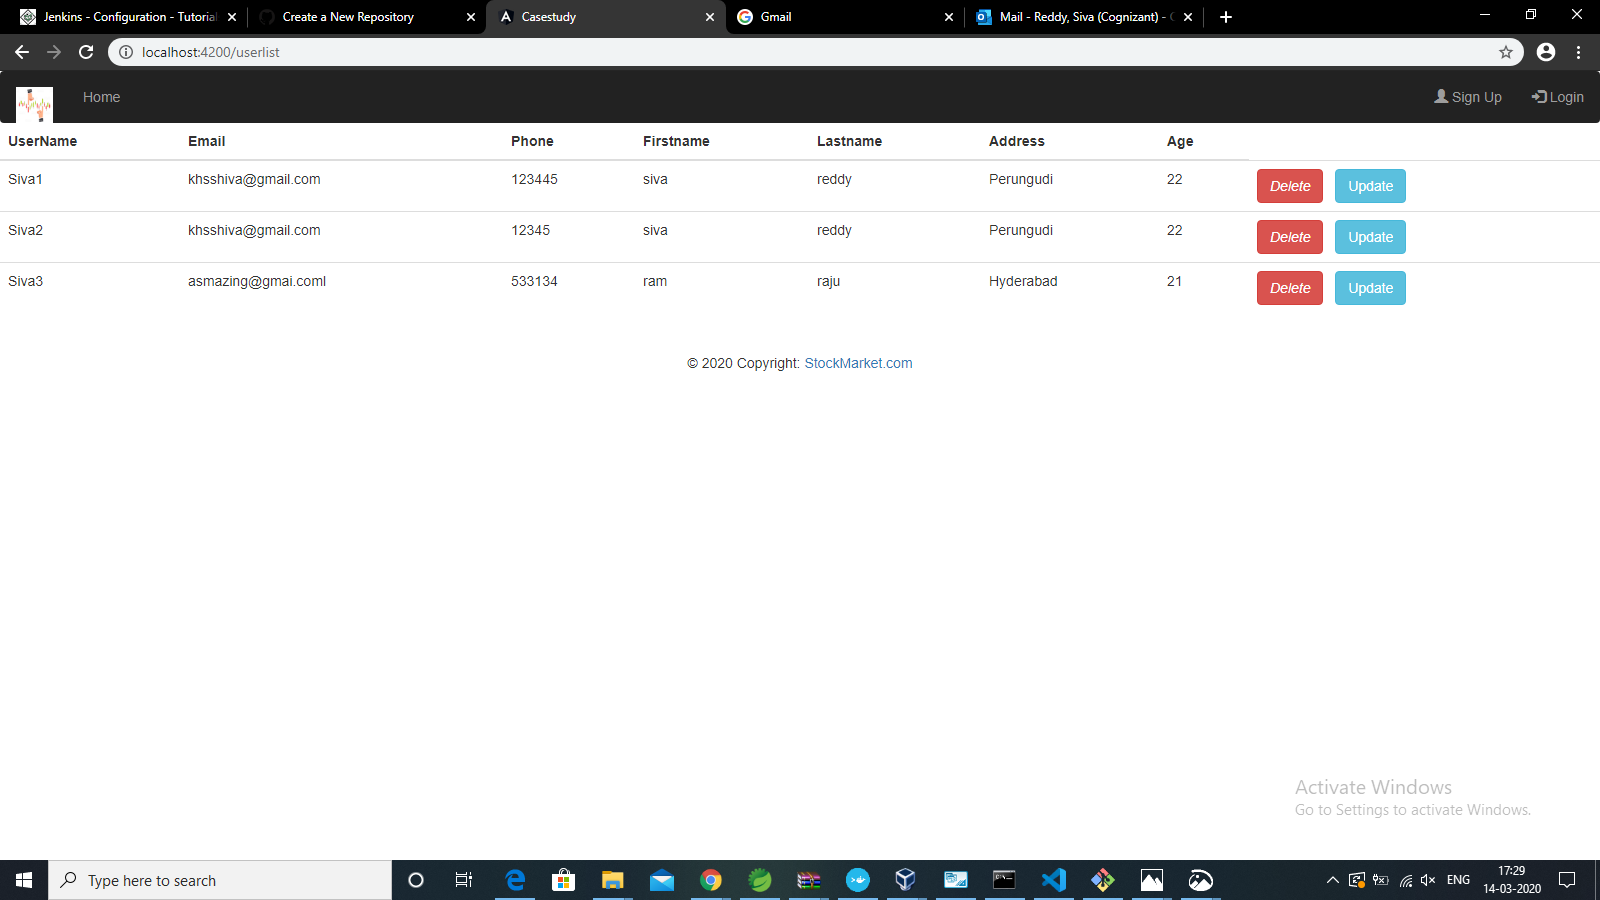 Jenkins - Configuration - Tutorial Create a New Repository Casestudy Gmail Mail - Reddy, Siva (Cognizant) -
localhost:4200/userlist
Home Sign Up Login
UserName Email Phone Firstname Lastname Address Age
Siva1 khsshiva@gmail.com 123445 siva reddy Perungudi 22 Delete Update
Siva2 khsshiva@gmail.com 12345 siva reddy Perungudi 22 Delete Update
Siva3 asmazing@gmai.coml 533134 ram raju Hyderabad 21 Delete Update
© 2020 Copyright: StockMarket.com
Activate Windows
Go to Settings to activate Windows.
Type here to search ENG 17:29
14-03-2020